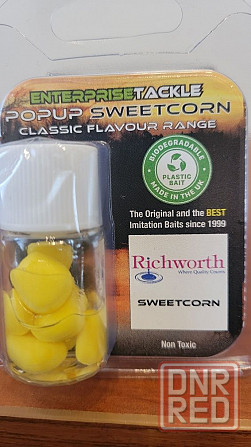 ENTERPRISETACKLE
POPUP SWEETCORN
CLASSIC FLAVOUR RANGE
BIODEGRADABLE
PLASTIC
BAIT
MADE IN THE UK
The Original and the BEST
Imitation Baits since 1999
Richworth
Where Quality Counts
SWEETCORN
Non Toxic
DNR
RED